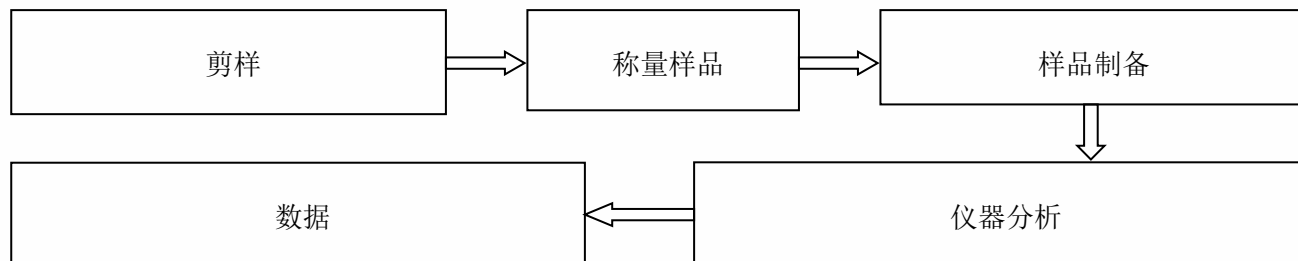 剪样
称量样品
样品制备
仪器分析
数据